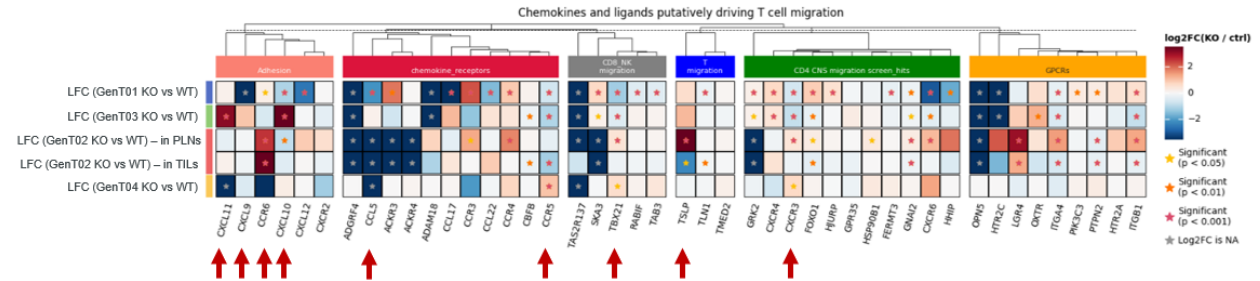 Chemokines and ligands putatively driving T cell migration
log2FC(KO / ctrl)
Adhesion
chemokine_receptors
CD8_NK
migration
T
migration
CD4 CNS migration screen_hits
GPCRs
LFC (GenT01 KO vs WT)
LFC (GenT03 KO vs WT)
LFC (GenT02 KO vs WT) – in PLNs
LFC (GenT02 KO vs WT) – in TILs
LFC (GenT04 KO vs WT)
2
0
−2
Significant
(p < 0.05)
Significant
(p < 0.01)
Significant
(p < 0.001)
Log2FC is NA
CXCL11
CXCL9
CCR6
CXCL10
CXCL12
CXCR2
ADGRF4
CCL5
ACKR3
ACKR4
ADAM18
CCL17
CCR3
CCL22
CCR4
CBFB
CCR5
TAS2R137
SKA3
TBX21
RABIF
TAB3
TSLP
TLN1
TMED2
GRK2
CXCR4
CXCR3
FOXO1
HJURP
GPR35
HSP90B1
FERMT3
GNAI2
CXCR6
HHIP
OPN5
HTR2C
LGR4
OXTR
ITGA4
PIK3C3
PTPN2
HTR2A
ITGB1